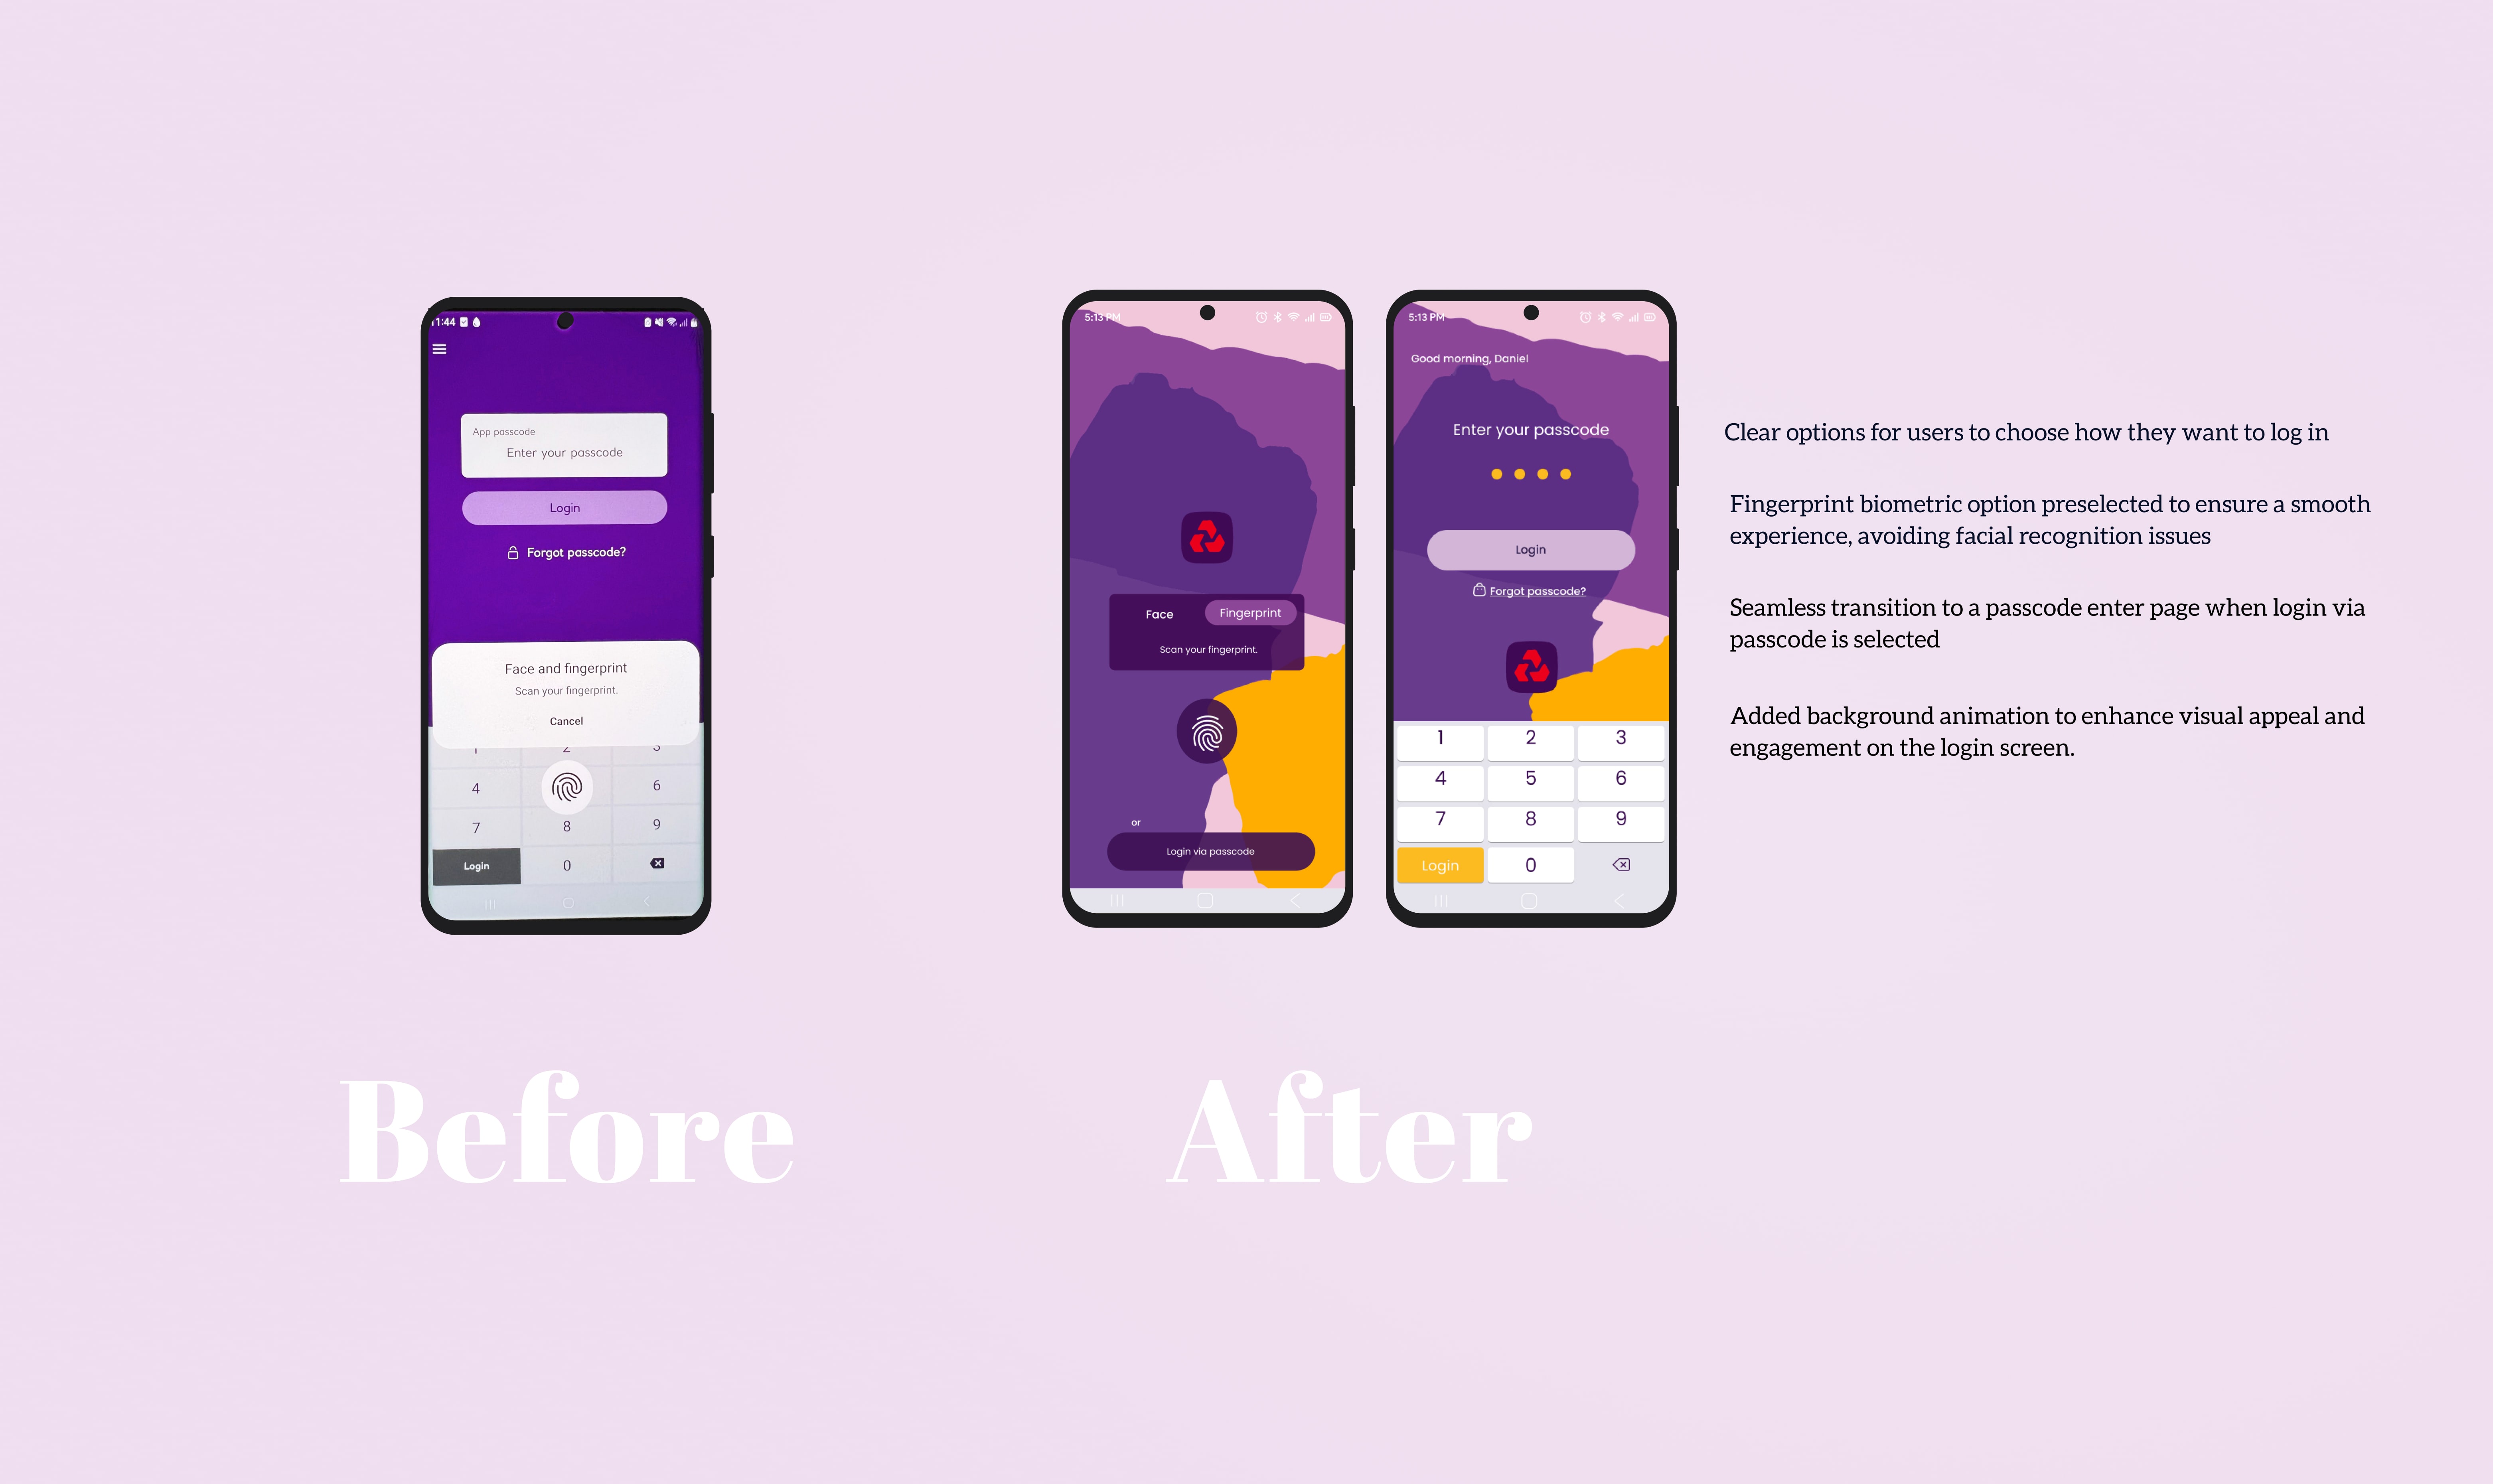 11:44
App passcode
Enter your passcode
Login
Forgot passcode?
Face and fingerprint
Scan your fingerprint.
Cancel
1 2 3
4 6
7 8 9
Login 0
5:13 PM
Face Fingerprint
Scan your fingerprint.
or
Login via passcode
5:13 PM
Good morning, Daniel
Enter your passcode
Login
Forgot passcode?
1 2 3
4 5 6
7 8 9
Login 0
Clear options for users to choose how they want to log in
Fingerprint biometric option preselected to ensure a smooth
experience, avoiding facial recognition issues
Seamless transition to a passcode enter page when login via
passcode is selected
Added background animation to enhance visual appeal and
engagement on the login screen.
Before
After